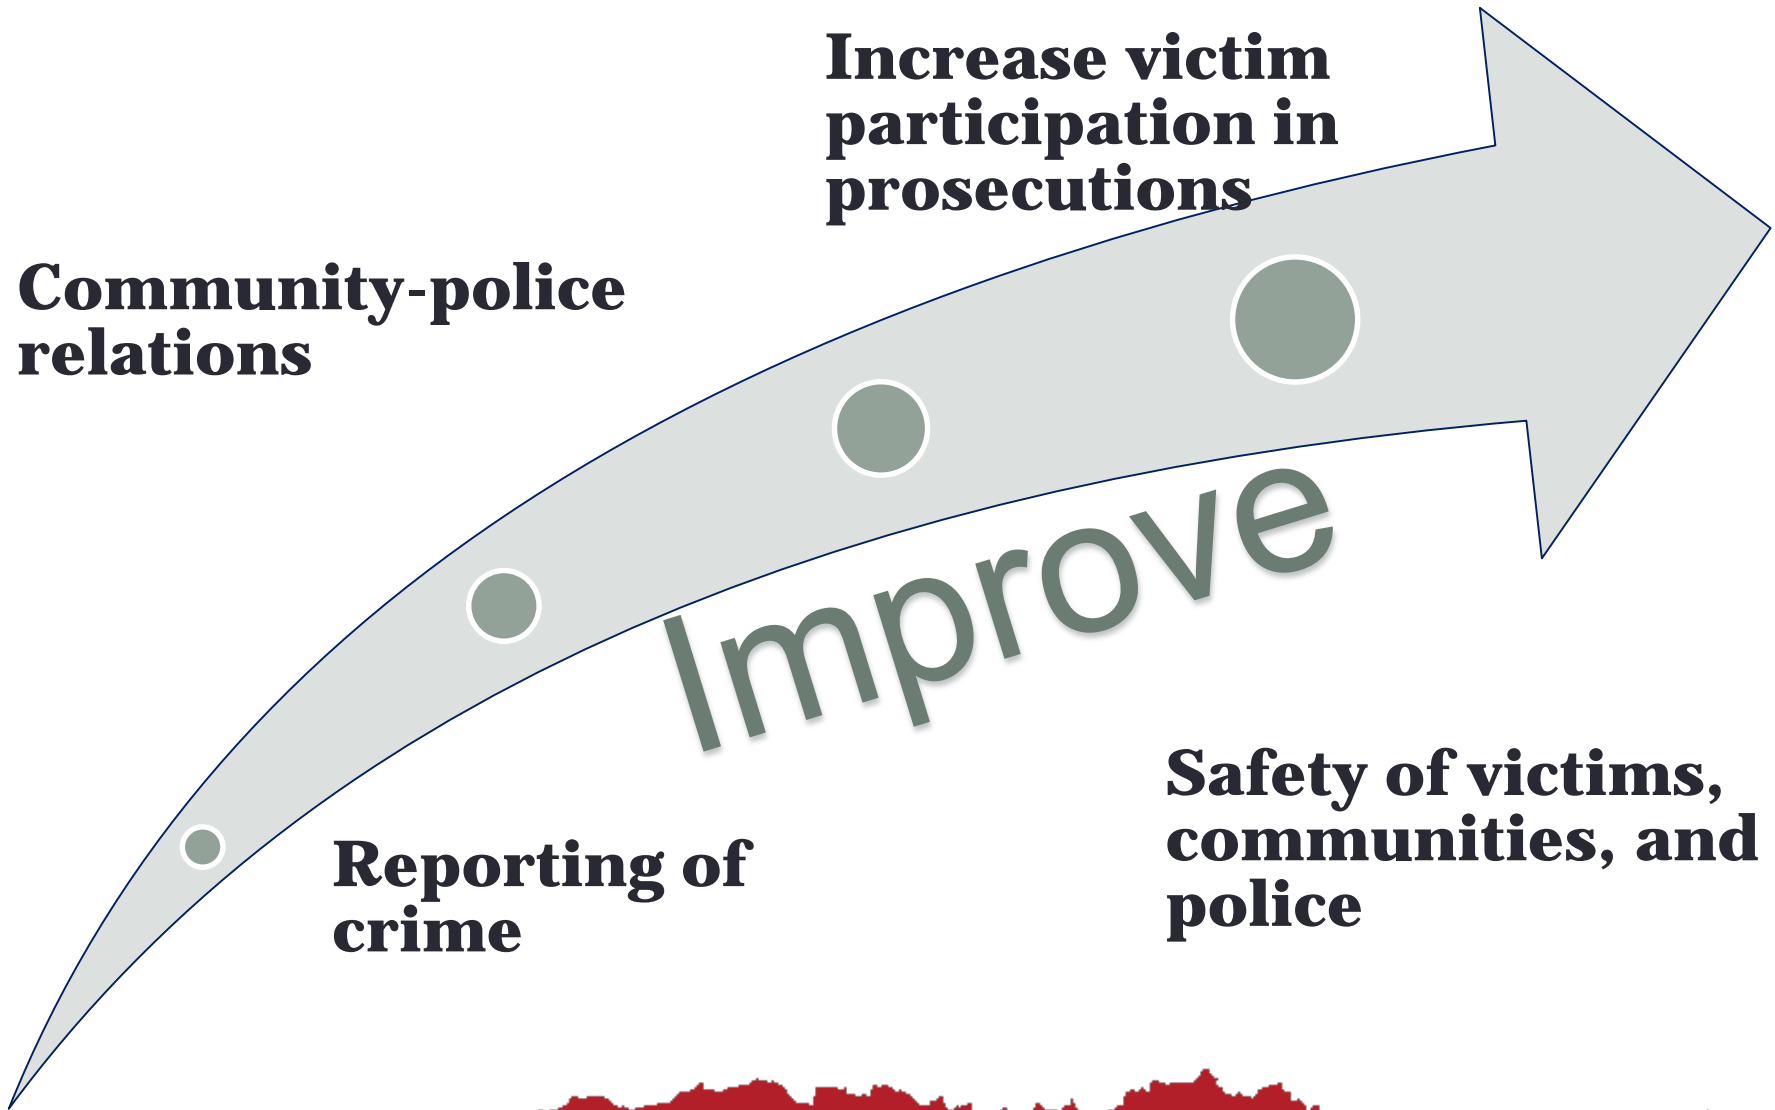 Increase victim
participation in
prosecutions
Community-police
relations
Improve
Safety of victims,
communities, and
police
Reporting of
crime